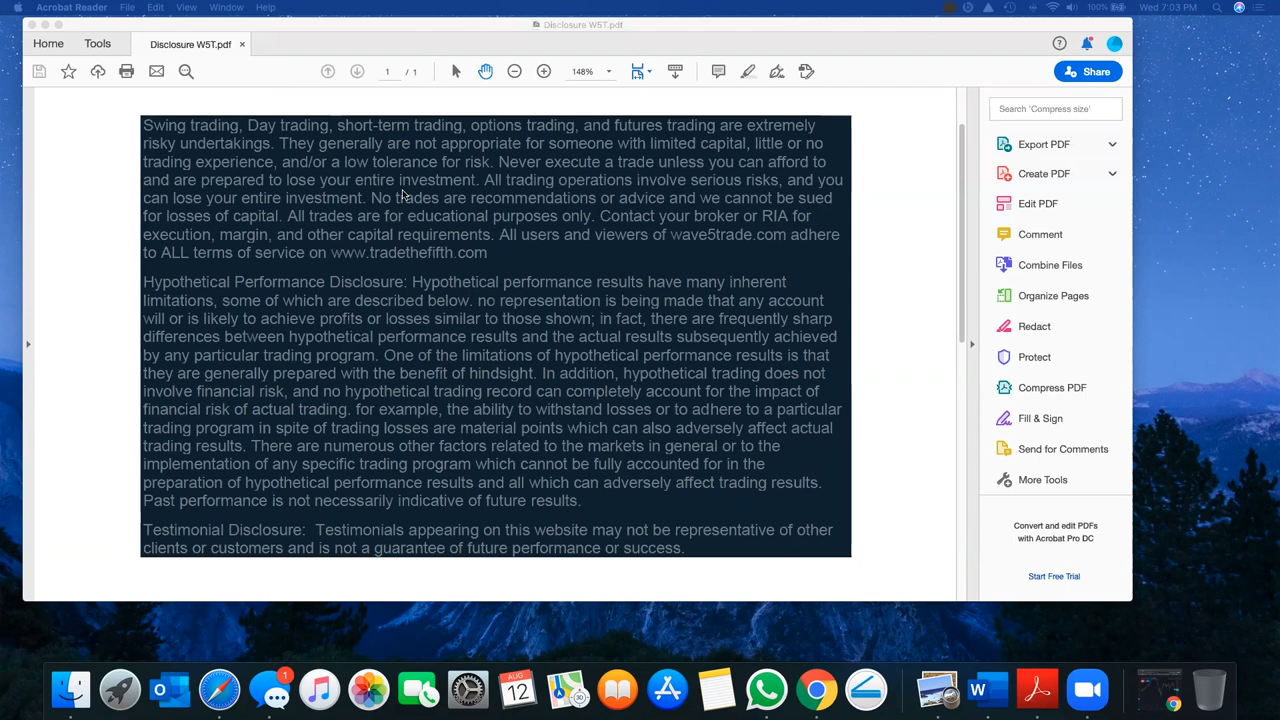 Acrobat Reader File Edit View Window Help 100% Wed 7:03 PM
Disclosure W5T.pdf
Home Tools Disclosure W5T.pdf ×
1 / 1 148% Share
Search 'Compress size'
Swing trading, Day trading, short-term trading, options trading, and futures trading are extremely
risky undertakings. They generally are not appropriate for someone with limited capital, little or no
trading experience, and/or a low tolerance for risk. Never execute a trade unless you can afford to
and are prepared to lose your entire investment. All trading operations involve serious risks, and you
can lose your entire investment. No trades are recommendations or advice and we cannot be sued
for losses of capital. All trades are for educational purposes only. Contact your broker or RIA for
execution, margin, and other capital requirements. All users and viewers of wave5trade.com adhere
to ALL terms of service on www.tradethefifth.com
Hypothetical Performance Disclosure: Hypothetical performance results have many inherent
limitations, some of which are described below. no representation is being made that any account
will or is likely to achieve profits or losses similar to those shown; in fact, there are frequently sharp
differences between hypothetical performance results and the actual results subsequently achieved
by any particular trading program. One of the limitations of hypothetical performance results is that
they are generally prepared with the benefit of hindsight. In addition, hypothetical trading does not
involve financial risk, and no hypothetical trading record can completely account for the impact of
financial risk of actual trading. for example, the ability to withstand losses or to adhere to a particular
trading program in spite of trading losses are material points which can also adversely affect actual
trading results. There are numerous other factors related to the markets in general or to the
implementation of any specific trading program which cannot be fully accounted for in the
preparation of hypothetical performance results and all which can adversely affect trading results.
Past performance is not necessarily indicative of future results.
Testimonial Disclosure: Testimonials appearing on this website may not be representative of other
clients or customers and is not a guarantee of future performance or success.
Export PDF
Create PDF
Edit PDF
Comment
Combine Files
Organize Pages
Redact
Protect
Compress PDF
Fill & Sign
Send for Comments
More Tools
Convert and edit PDFs
with Acrobat Pro DC
Start Free Trial
1
AUG
12